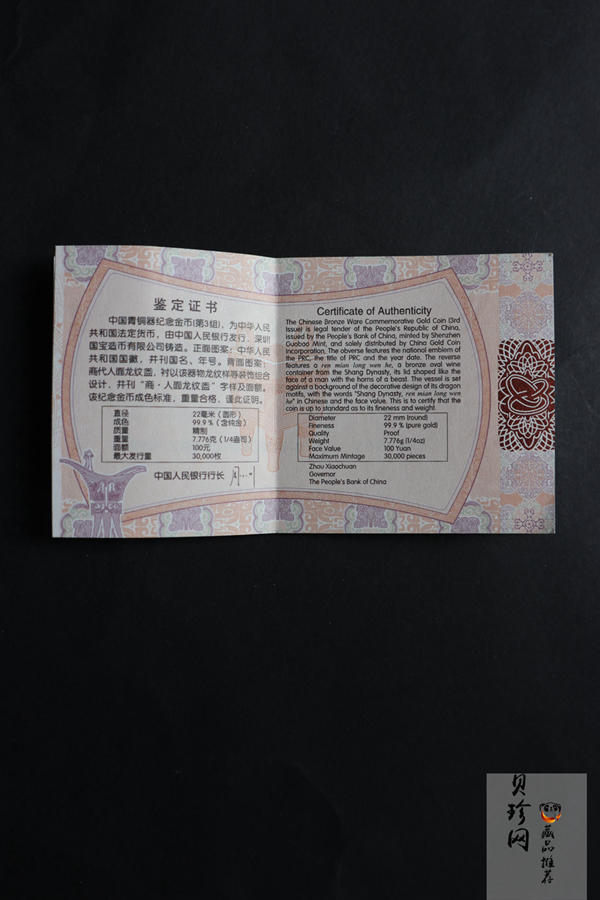 鉴定证书
中国青铜器纪念金币(第3组)，为中华人民
共和国法定货币，由中国人民银行发行，深圳
国宝造币有限公司铸造。正面图案：中华人民
共和国国徽，并刊国名、年号。背面图案：
商代人面龙纹盉，衬以该器物龙纹样等装饰组合
设计，并刊“商·人面龙纹盉”字样及面额。
该纪念金币成色标准，重量合格，谨此证明。
直径 22毫米（圆形）
成色 99.9％（含纯金）
质量 精制
重量 7.776克（1/4盎司）
面额 100元
最大发行量 30,000枚
中国人民银行行长
Certificate of Authenticity
The Chinese Bronze Ware Commemorative Gold Coin (3rd
Issue) is legal tender of the People's Republic of China,
issued by the People's Bank of China, minted by Shenzhen
Guobao Mint, and solely distributed by China Gold Coin
Incorporation. The obverse features the national emblem of
the PRC, the title of PRC and the year date. The reverse
features a ren mian long wen he, a bronze oval wine
container from the Shang Dynasty, its lid shaped like the
face of a man with the horns of a beast. The vessel is set
against a background of the decorative design of its dragon
motifs, with the words "Shang Dynasty, ren mian long wen
he" in Chinese and the face value. This is to certify that the
coin is up to standard as to its fineness and weight.
Diameter 22 mm (round)
Fineness 99.9 % (pure gold)
Quality Proof
Weight 7.776g (1/4oz)
Face Value 100 Yuan
Maximum Mintage 30,000 pieces
Zhou Xiaochuan
Governor
The People's Bank of China
贝珍网
藏品推荐